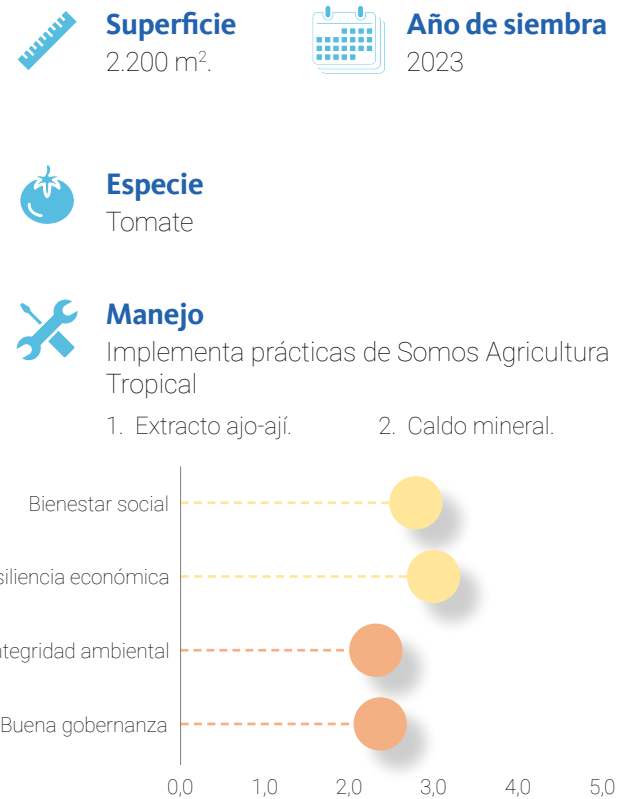 Superficie
2.200 m².
Año de siembra
2023
Especie
Tomate
Manejo
Implementa prácticas de Somos Agricultura
Tropical
1. Extracto ajo-ají.
2. Caldo mineral.
Bienestar social
siliencia económica
ntegridad ambiental
Buena gobernanza
0,0 1,0 2,0 3,0 4,0 5,0